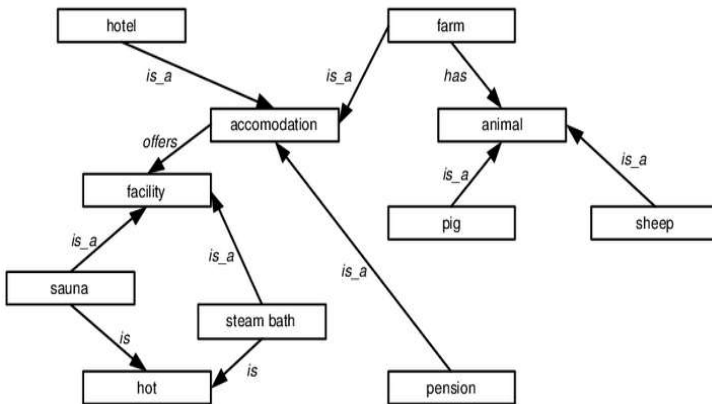 hotel
farm
is_a
is_a
has
accomodation
animal
offers
is_a
is_a
facility
pig
sheep
is_a
is_a
is_a
sauna
steam bath
is
is
hot
pension